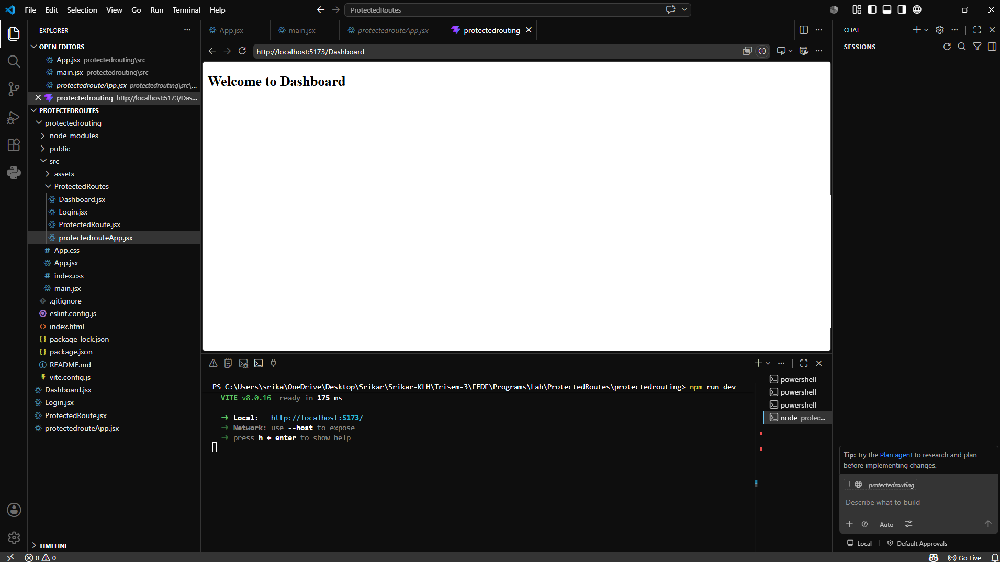 File Edit Selection View Go Run Terminal Help
ProtectedRoutes
EXPLORER
OPEN EDITORS
App.jsx protectedrouting\src
main.jsx protectedrouting\src
protectedrouteApp.jsx protectedrouting\src\...
protectedrouting http://localhost:5173/Das...
PROTECTEDROUTES
protectedrouting
node_modules
public
src
assets
ProtectedRoutes
Dashboard.jsx
Login.jsx
ProtectedRoute.jsx
protectedrouteApp.jsx
# App.css
App.jsx
# index.css
main.jsx
.gitignore
eslint.config.js
<> index.html
{} package-lock.json
{} package.json
README.md
vite.config.js
Dashboard.jsx
Login.jsx
ProtectedRoute.jsx
protectedrouteApp.jsx
TIMELINE
App.jsx main.jsx protectedrouteApp.jsx protectedrouting
http://localhost:5173/Dashboard
Welcome to Dashboard
PS C:\Users\srika\OneDrive\Desktop\Srikar\Srikar-KLH\Trisem-3\FEDF\Programs\Lab\ProtectedRoutes\protectedrouting> npm run dev
VITE v8.0.16 ready in 175 ms
➜ Local: http://localhost:5173/
➜ Network: use --host to expose
➜ press h + enter to show help
powershell
powershell
powershell
node protec...
CHAT
SESSIONS
Tip: Try the Plan agent to research and plan
before implementing changes.
protectedrouting
Describe what to build
Auto
Local Default Approvals
0 0
Go Live